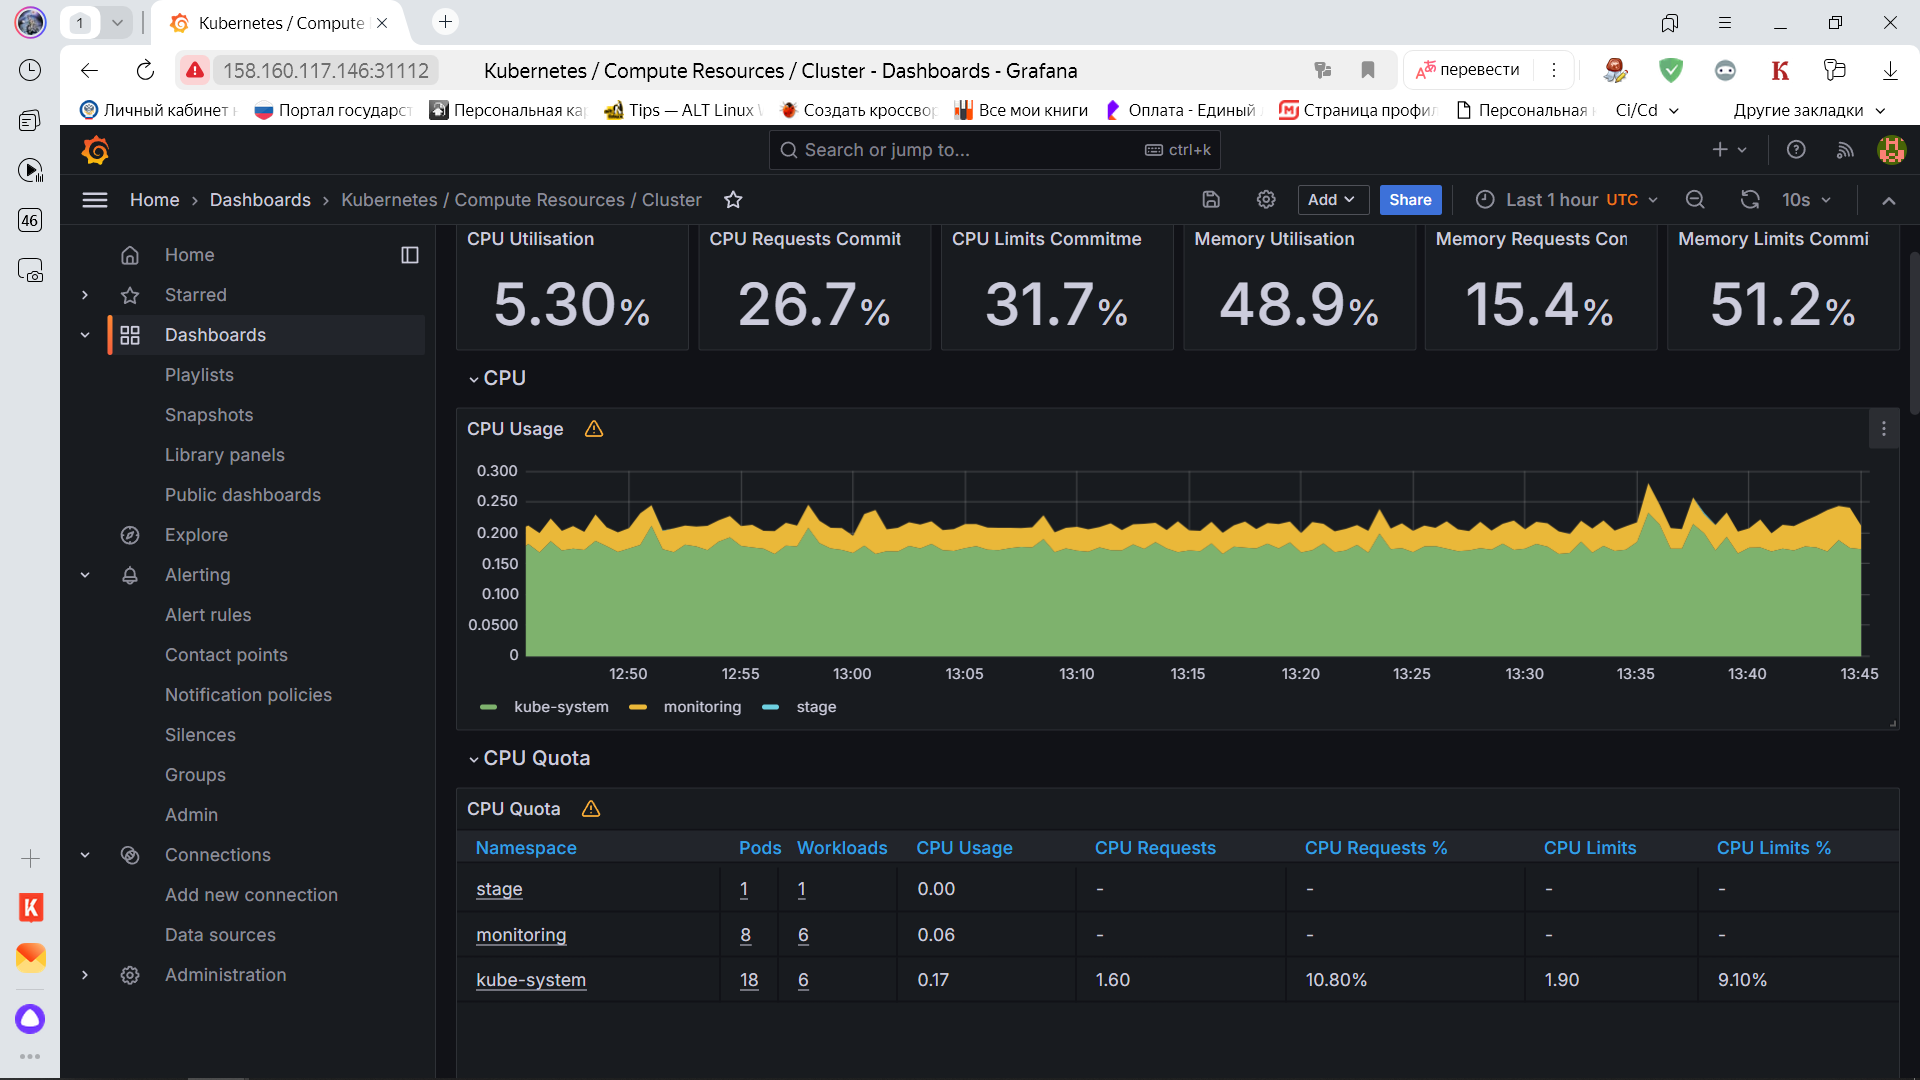 1
Kubernetes / Compute
158.160.117.146:31112
Kubernetes / Compute Resources / Cluster - Dashboards - Grafana
перевести
K
Личный кабинет
Портал государст
Персональная ка
Tips — ALT Linux
Создать кроссвор
Все мои книги
Оплата - Единый
Страница профи
Персональная
Ci/Cd
Другие закладки
Search or jump to...
ctrl+k
Home
Dashboards
Kubernetes / Compute Resources / Cluster
Add
Share
Last 1 hour UTC
10s
46
Home
Starred
Dashboards
Playlists
Snapshots
Library panels
Public dashboards
Explore
Alerting
Alert rules
Contact points
Notification policies
Silences
Groups
Admin
Connections
Add new connection
Data sources
Administration
K
CPU Utilisation
5.30%
CPU Requests Commit
26.7%
CPU Limits Commitme
31.7%
Memory Utilisation
48.9%
Memory Requests Con
15.4%
Memory Limits Commi
51.2%
CPU
CPU Usage
0.300
0.250
0.200
0.150
0.100
0.0500
0
12:50 12:55 13:00 13:05 13:10 13:15 13:20 13:25 13:30 13:35 13:40 13:45
kube-system monitoring stage
CPU Quota
CPU Quota
Namespace Pods Workloads CPU Usage CPU Requests CPU Requests % CPU Limits CPU Limits %
stage 1 1 0.00 - - - -
monitoring 8 6 0.06 - - - -
kube-system 18 6 0.17 1.60 10.80% 1.90 9.10%